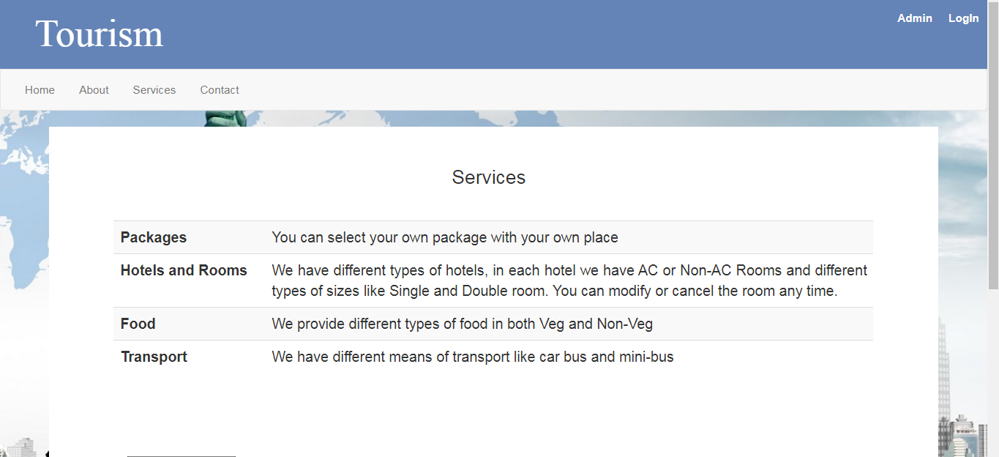 Tourism
Admin LogIn
Home About Services Contact
Services
Packages You can select your own package with your own place
Hotels and Rooms We have different types of hotels, in each hotel we have AC or Non-AC Rooms and different
types of sizes like Single and Double room. You can modify or cancel the room any time.
Food We provide different types of food in both Veg and Non-Veg
Transport We have different means of transport like car bus and mini-bus